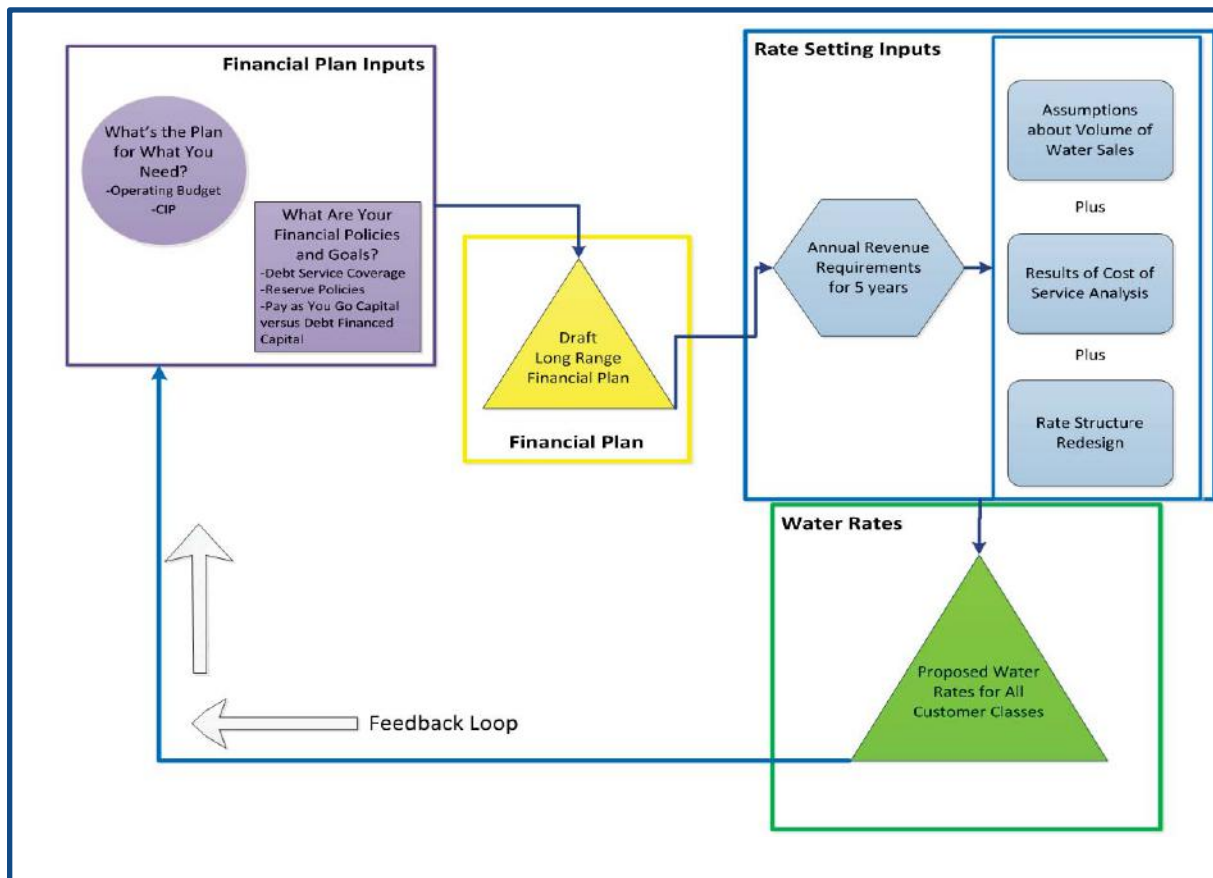 Financial Plan Inputs
What's the Plan
for What You
Need?
-Operating Budget
-CIP
What Are Your
Financial Policies
and Goals?
-Debt Service Coverage
-Reserve Policies
-Pay as You Go Capital
versus Debt Financed
Capital
Draft
Long Range
Financial Plan
Financial Plan
Rate Setting Inputs
Annual Revenue
Requirements
for 5 years
Assumptions
about Volume of
Water Sales
Plus
Results of Cost of
Service Analysis
Plus
Rate Structure
Redesign
Water Rates
Proposed Water
Rates for All
Customer Classes
Feedback Loop